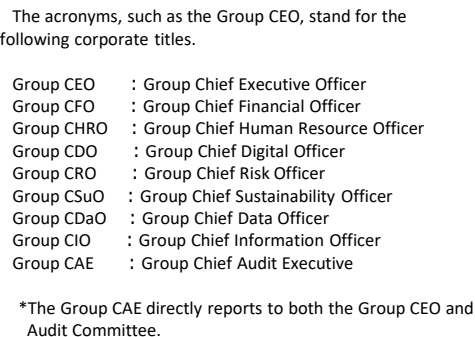 The acronyms, such as the Group CEO, stand for the
following corporate titles.
Group CEO : Group Chief Executive Officer
Group CFO : Group Chief Financial Officer
Group CHRO : Group Chief Human Resource Officer
Group CDO : Group Chief Digital Officer
Group CRO : Group Chief Risk Officer
Group CSuO : Group Chief Sustainability Officer
Group CDaO : Group Chief Data Officer
Group CIO : Group Chief Information Officer
Group CAE : Group Chief Audit Executive
*The Group CAE directly reports to both the Group CEO and
Audit Committee.